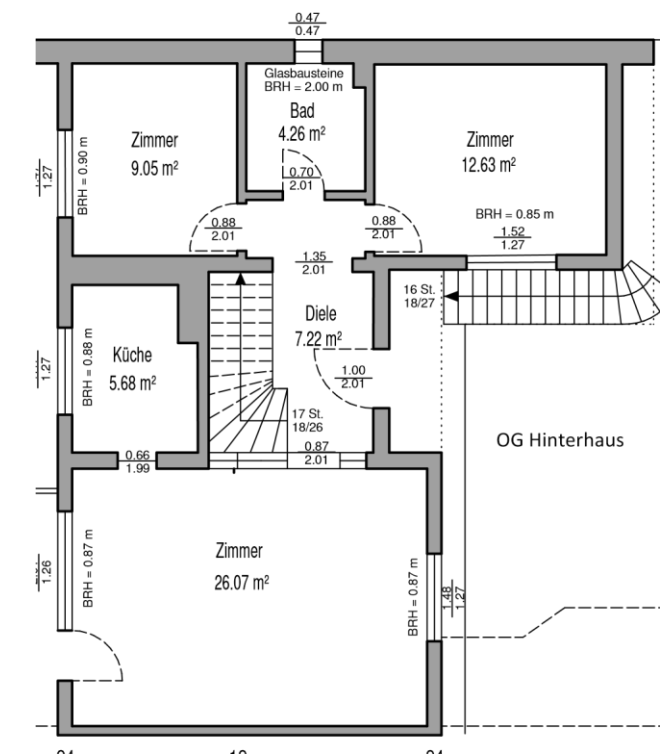 0.47
0.47
Glasbausteine
BRH = 2.00 m
Bad
4.26 m²
Zimmer
9.05 m²
Zimmer
12.63 m²
1.27
BRH = 0.90 m
0.70
2.01
BRH = 0.85 m
1.52
1.27
0.88
2.01
0.88
2.01
1.35
2.01
16 St.
18/27
Diele
7.22 m²
Küche
5.68 m²
1.27
BRH = 0.88 m
1.00
2.01
17 St.
18/26
0.87
2.01
OG Hinterhaus
0.66
1.99
Zimmer
26.07 m²
1.26
BRH = 0.87 m
BRH = 0.87 m
1.48
1.27